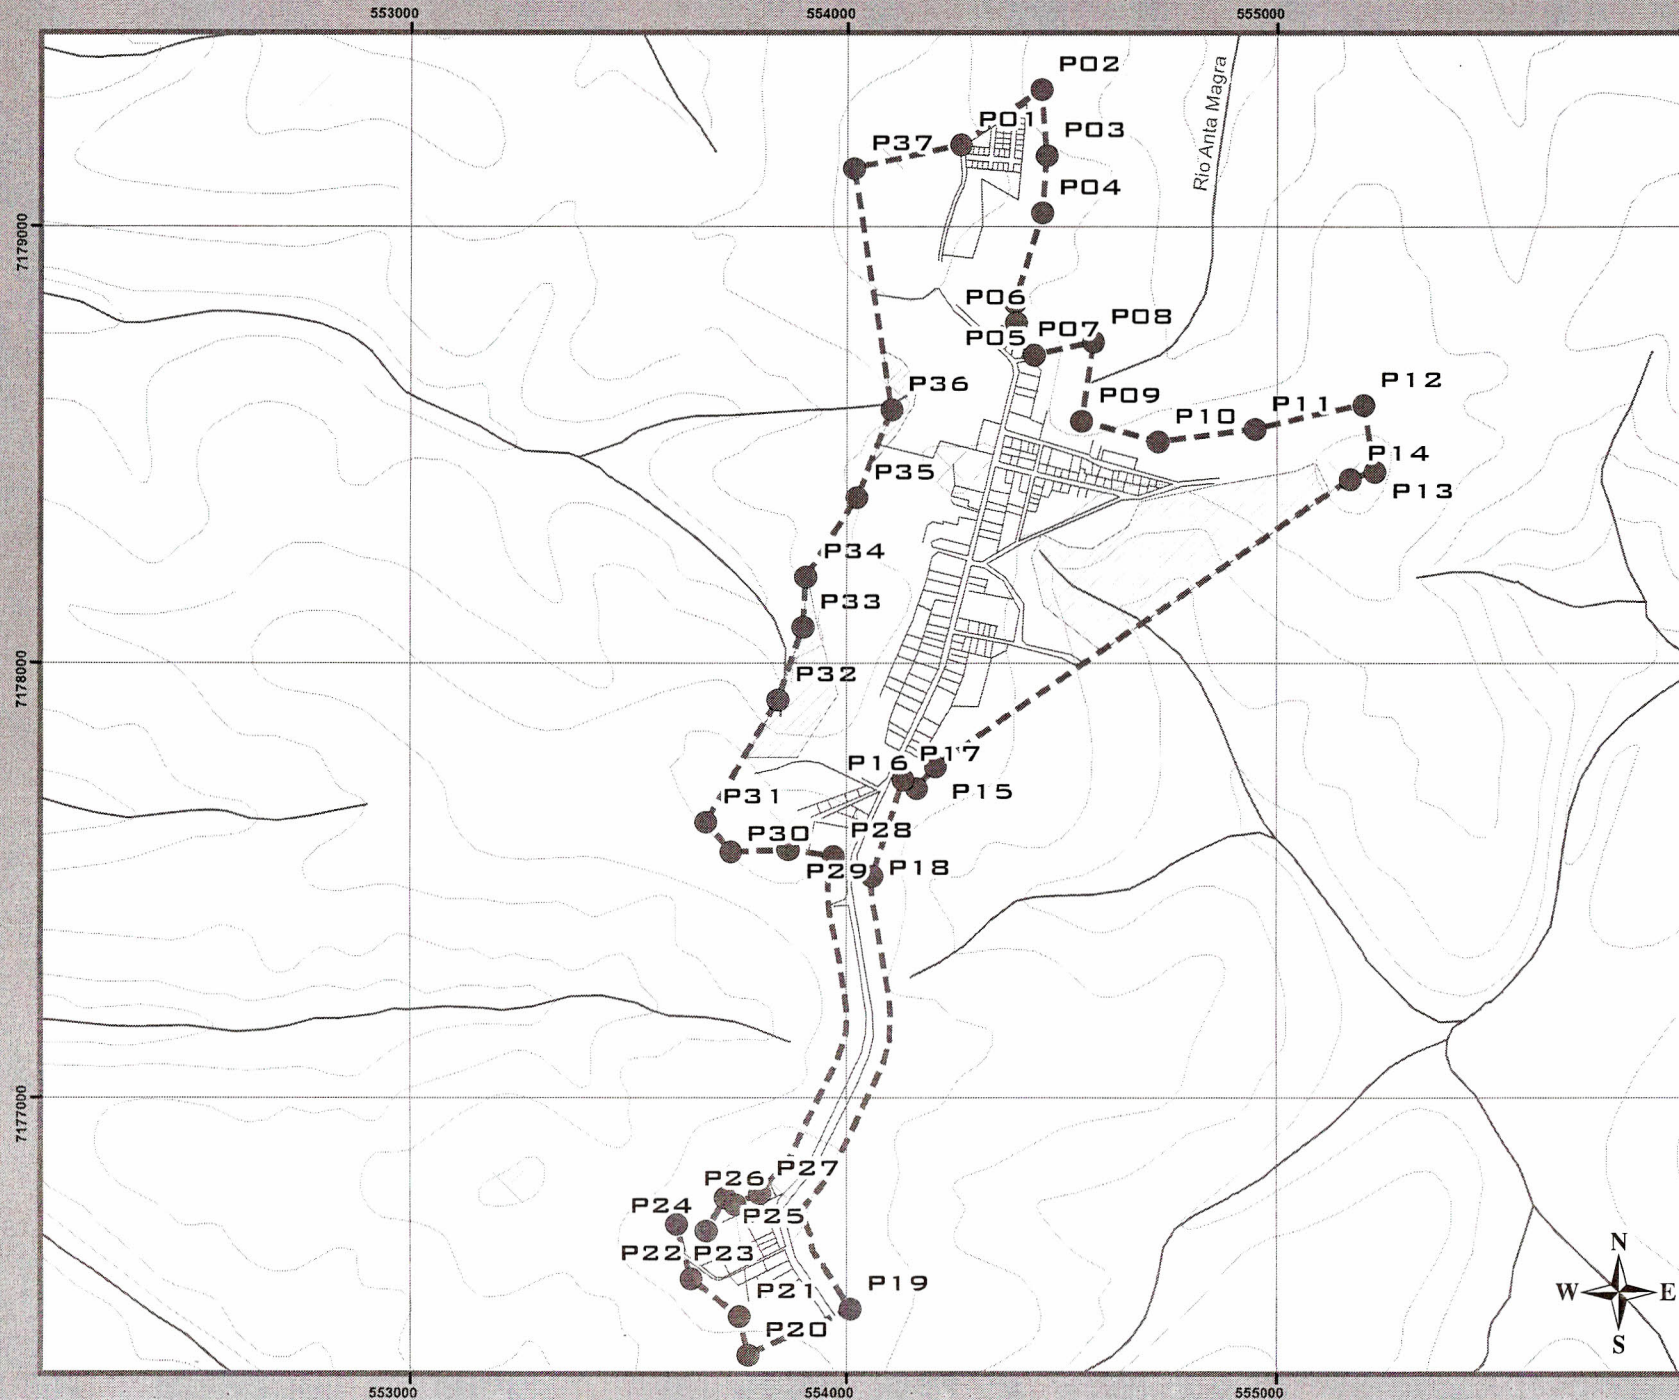 553000
554000
555000
P02
Rio Anta Magra
P01
P03
P37
P04
7179000
P06
P08
P07
P05
P36
P12
P09
P11
P10
P14
P35
P13
P34
P33
7178000
P32
P17
P16
P15
P31
P28
P30
P29
P18
7177000
P27
P26
P24
P25
P22
P23
N
P19
P21
W
E
P20
S
553000
554000
555000